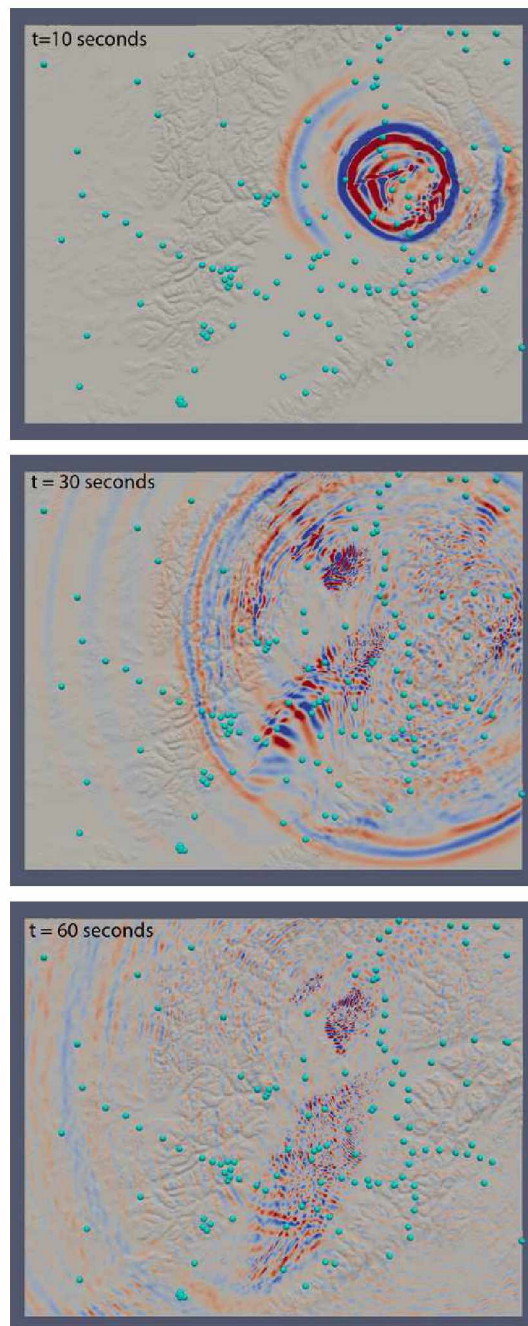 t=10 seconds
t = 30 seconds
t = 60 seconds